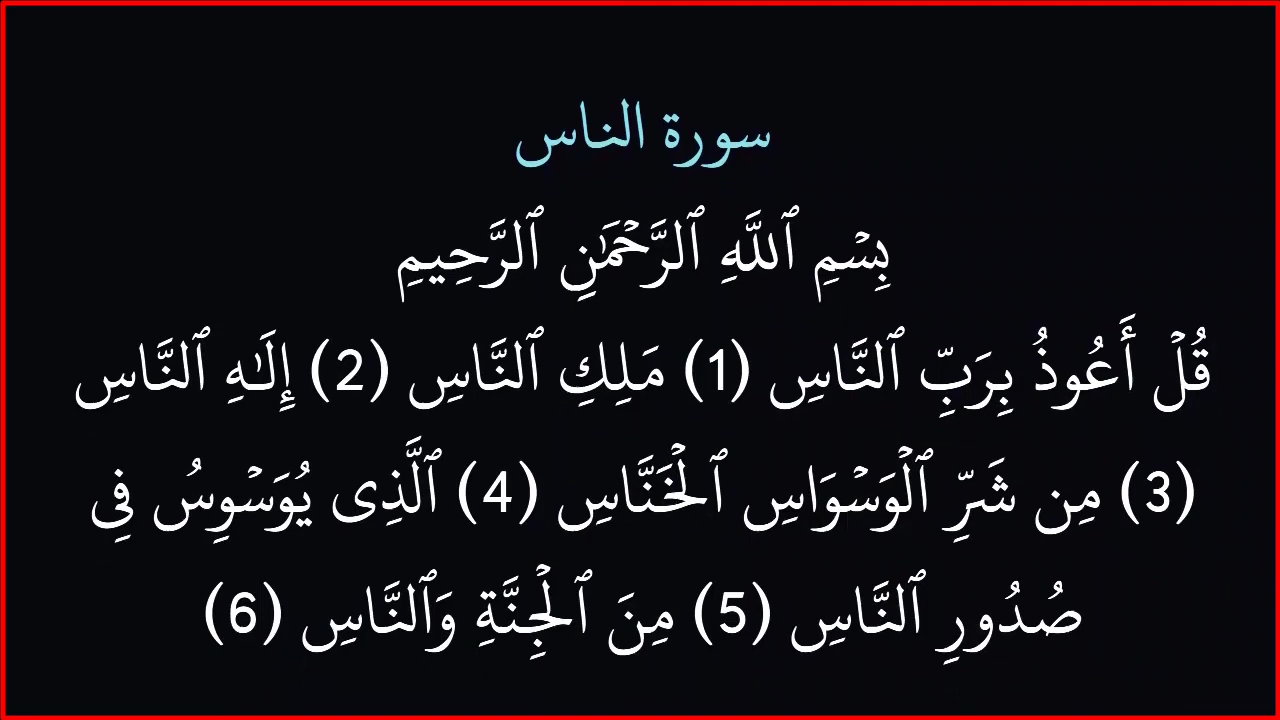 سورة الناس
بِسۡمِ ٱللَّهِ ٱلرَّحۡمَٰنِ ٱلرَّحِيمِ
قُلۡ أَعُوذُ بِرَبِّ ٱلنَّاسِ (1) مَلِكِ ٱلنَّاسِ (2) إِلَٰهِ ٱلنَّاسِ
(3) مِن شَرِّ ٱلۡوَسۡوَاسِ ٱلۡخَنَّاسِ (4) ٱلَّذِى يُوَسۡوِسُ فِى
صُدُورِ ٱلنَّاسِ (5) مِنَ ٱلۡجِنَّةِ وَٱلنَّاسِ (6)